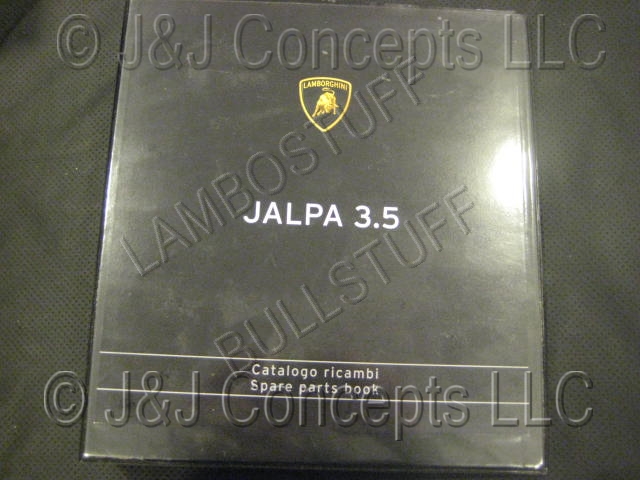 © J&J Concepts LLC
LAMBORGHINI
LAMBOSTUFF
JALPA 3.5
BULLSTUFF
Catalogo ricambi
Spare parts book
© J&J Concepts LLC